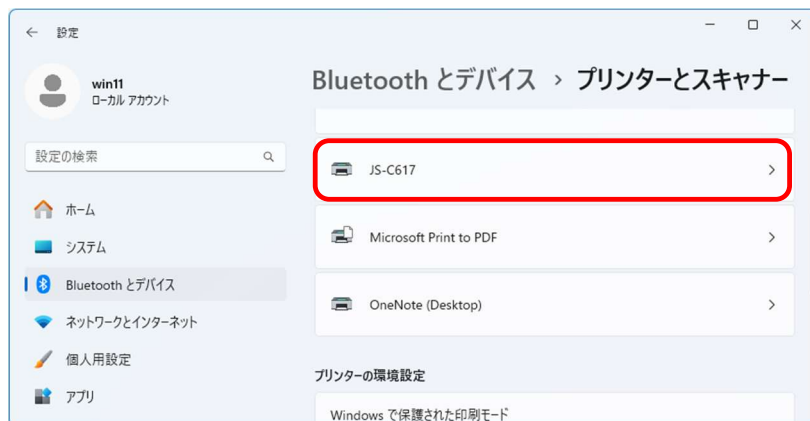 設定
win11
ローカル アカウント
設定の検索
ホーム
システム
Bluetooth とデバイス
ネットワークとインターネット
個人用設定
アプリ
Bluetooth とデバイス › プリンターとスキャナー
JS-C617
Microsoft Print to PDF
OneNote (Desktop)
プリンターの環境設定
Windows で保護された印刷モード